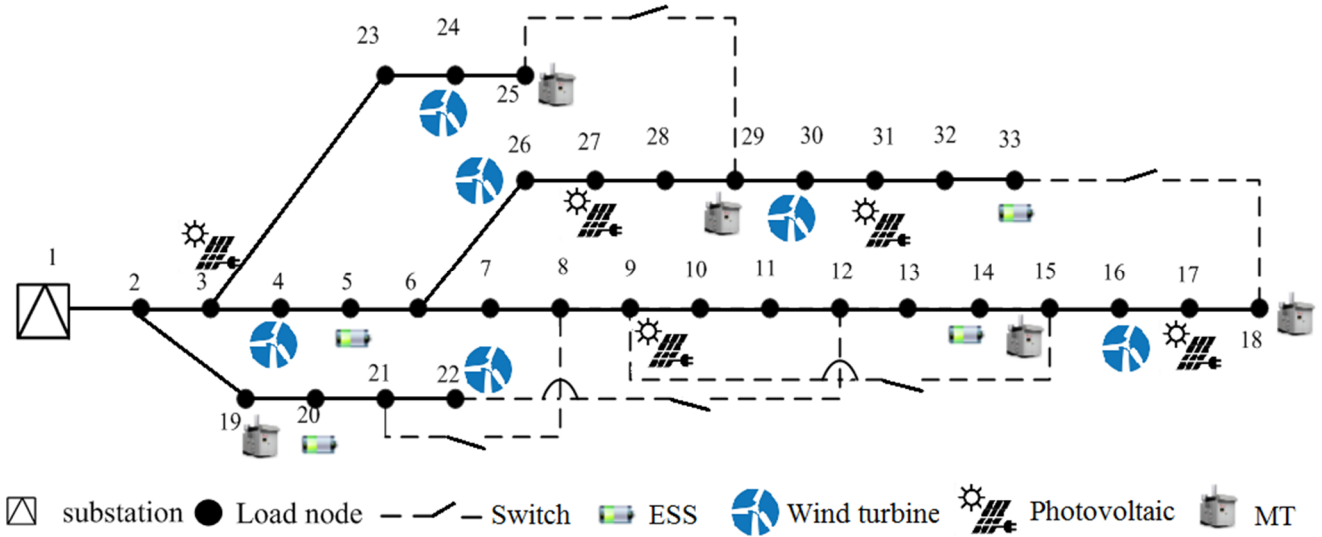 23 24
25
26 27 28 29 30 31 32 33
1 2 3 4 5 6 7 8 9 10 11 12 13 14 15 16 17
18
19 20 21 22
substation Load node Switch ESS Wind turbine Photovoltaic MT